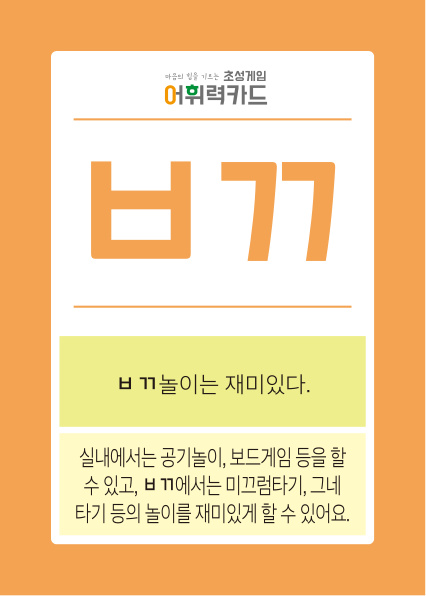 마음의 힘을 기르는 초성게임
어휘력카드
ㅂ ㄲ
ㅂ ㄲ놀이는 재미있다.
실내에서는 공기놀이, 보드게임 등을 할
수 있고, ㅂ ㄲ에서는 미끄럼타기, 그네
타기 등의 놀이를 재미있게 할 수 있어요.